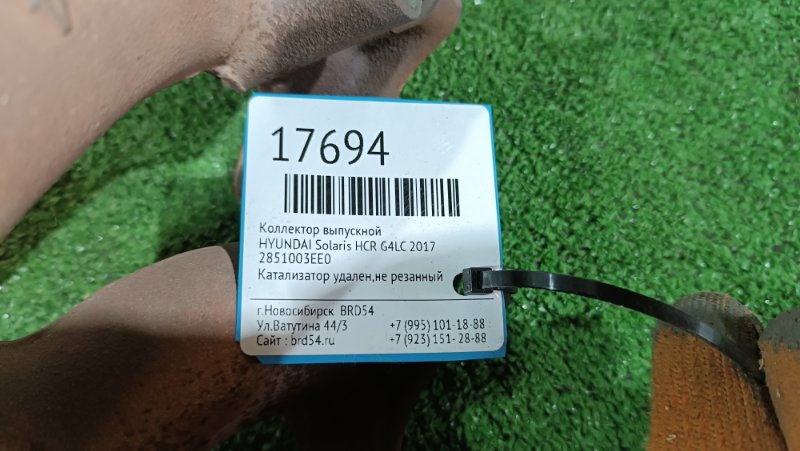 17694
Коллектор выпускной
HYUNDAI Solaris HCR G4LC 2017
2851003EE0
Катализатор удален,не резанный
г.Новосибирск BRD54
Ул.Ватутина 44/3 +7 (995) 101-18-88
Сайт : brd54.ru +7 (923) 151-28-88